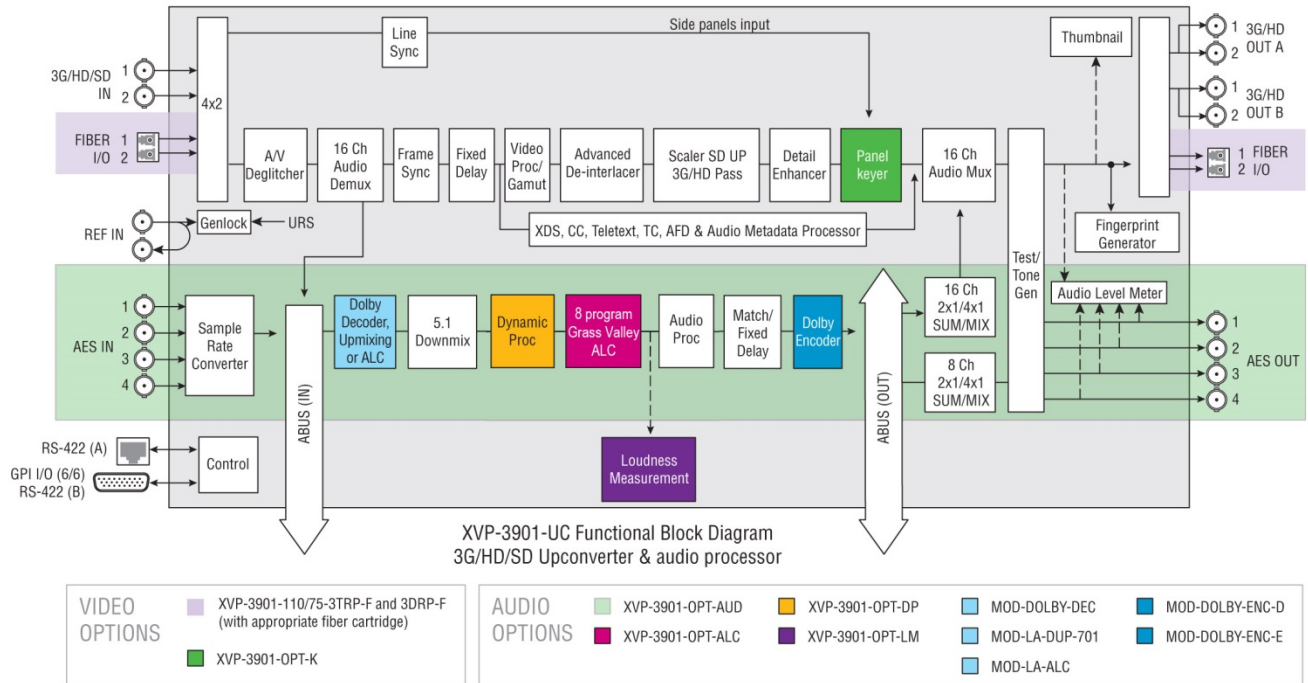 Line
Sync
Side panels input
Thumbnail
1
2
3G/HD
OUT A
1
2
3G/HD
OUT B
3G/HD/SD
IN
1
2
4x2
FIBER
I/O
1
2
A/V
Deglitcher
16 Ch
Audio
Demux
Frame
Sync
Fixed
Delay
Video
Proc/
Gamut
Advanced
De-interlacer
Scaler SD UP
3G/HD Pass
Detail
Enhancer
Panel
keyer
16 Ch
Audio Mux
1
2
FIBER
I/O
REF IN
Genlock
URS
XDS, CC, Teletext, TC, AFD & Audio Metadata Processor
Fingerprint
Generator
Test/
Tone
Gen
AES IN
1
2
3
4
Sample
Rate
Converter
ABUS (IN)
Dolby
Decoder,
Upmixing
or ALC
5.1
Downmix
Dynamic
Proc
8 program
Grass Valley
ALC
Audio
Proc
Match/
Fixed
Delay
Dolby
Encoder
ABUS (OUT)
16 Ch
2x1/4x1
SUM/MIX
8 Ch
2x1/4x1
SUM/MIX
Audio Level Meter
1
2
3
4
AES OUT
RS-422 (A)
GPI I/O (6/6)
RS-422 (B)
Control
Loudness
Measurement
XVP-3901-UC Functional Block Diagram
3G/HD/SD Upconverter & audio processor
VIDEO
OPTIONS
XVP-3901-110/75-3TRP-F and 3DRP-F
(with appropriate fiber cartridge)
XVP-3901-OPT-K
AUDIO
OPTIONS
XVP-3901-OPT-AUD
XVP-3901-OPT-ALC
XVP-3901-OPT-DP
XVP-3901-OPT-LM
MOD-DOLBY-DEC
MOD-LA-DUP-701
MOD-LA-ALC
MOD-DOLBY-ENC-D
MOD-DOLBY-ENC-E